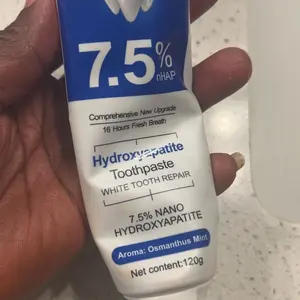 7.5%
nHAP
Comprehensive New Upgrade
16 Hours Fresh Breath
Hydroxyapatite
Toothpaste
WHITE TOOTH REPAIR
7.5% NANO
HYDROXYAPATITE
Aroma: Osmanthus Mint
Net content:120g